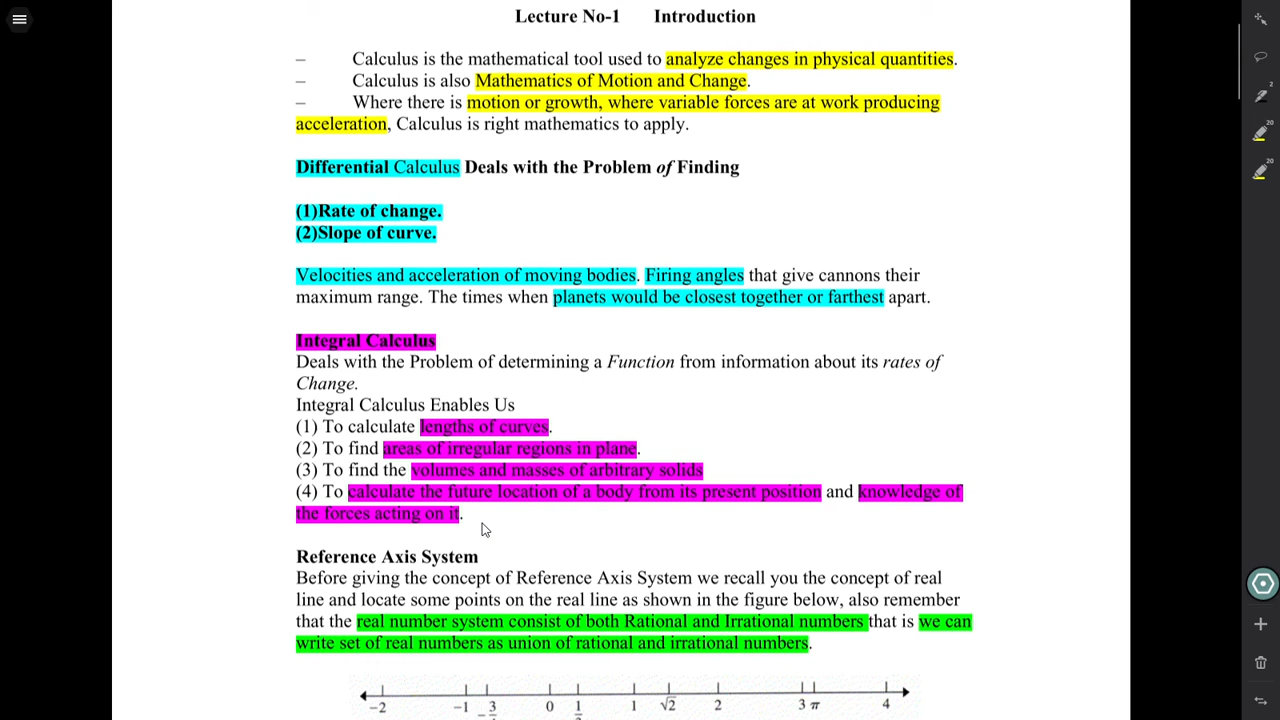 Lecture No-1 Introduction
– Calculus is the mathematical tool used to analyze changes in physical quantities.
– Calculus is also Mathematics of Motion and Change.
– Where there is motion or growth, where variable forces are at work producing
acceleration, Calculus is right mathematics to apply.
Differential Calculus Deals with the Problem of Finding
(1)Rate of change.
(2)Slope of curve.
Velocities and acceleration of moving bodies. Firing angles that give cannons their
maximum range. The times when planets would be closest together or farthest apart.
Integral Calculus
Deals with the Problem of determining a Function from information about its rates of
Change.
Integral Calculus Enables Us
(1) To calculate lengths of curves.
(2) To find areas of irregular regions in plane.
(3) To find the volumes and masses of arbitrary solids
(4) To calculate the future location of a body from its present position and knowledge of
the forces acting on it.
Reference Axis System
Before giving the concept of Reference Axis System we recall you the concept of real
line and locate some points on the real line as shown in the figure below, also remember
that the real number system consist of both Rational and Irrational numbers that is we can
write set of real numbers as union of rational and irrational numbers.
−2 −1 0 1 √2 2 3 π 4
2
20
20